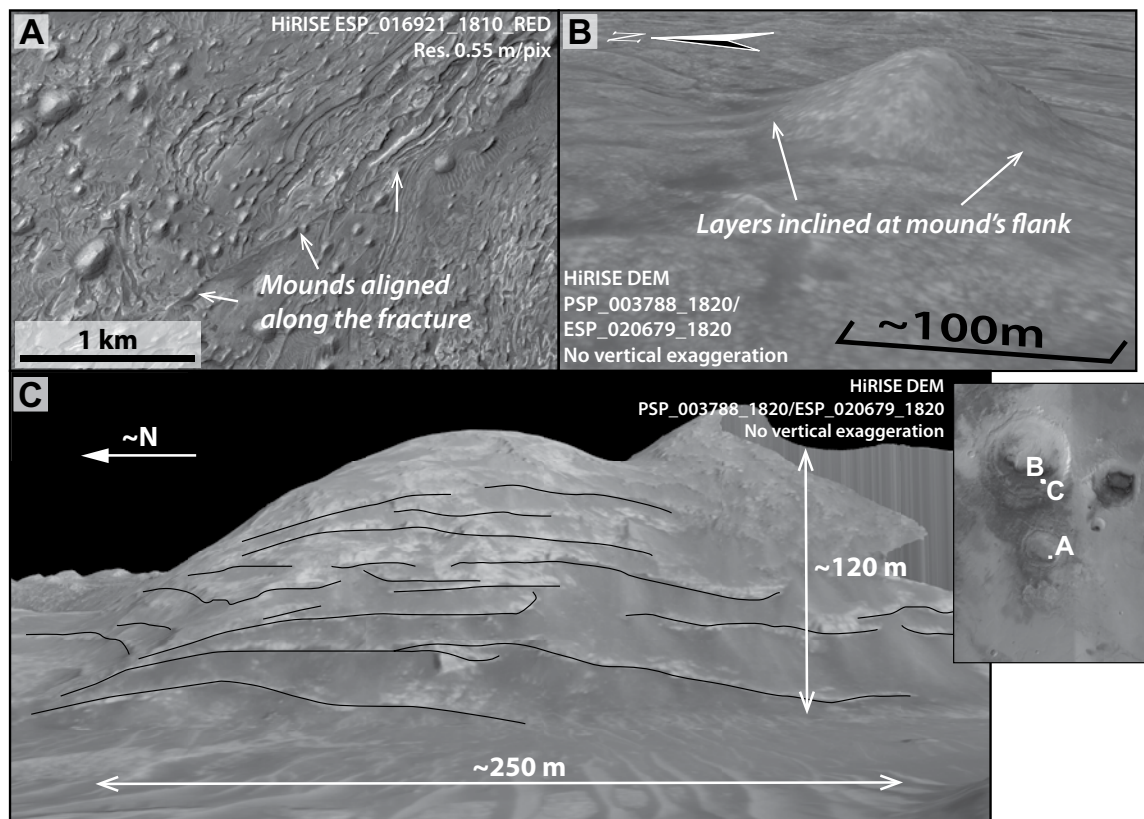 A
HiRISE ESP_016921_1810_RED
Res. 0.55 m/pix
Mounds aligned
along the fracture
1 km
B
N
Layers inclined at mound's flank
HiRISE DEM
PSP_003788_1820/
ESP_020679_1820
No vertical exaggeration
~100m
C
HiRISE DEM
PSP_003788_1820/ESP_020679_1820
No vertical exaggeration
~N
~120 m
~250 m
B
C
A